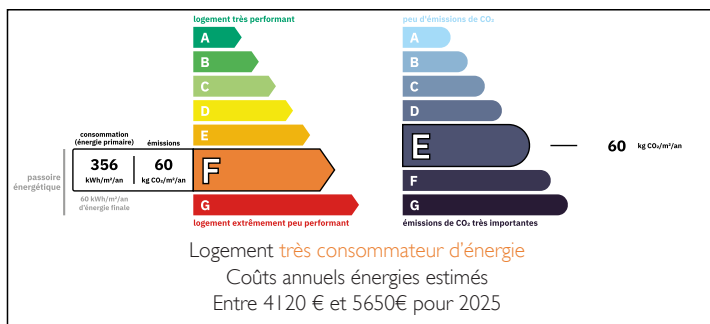 logement très performant
A
B
C
D
E
consommation
(énergie primaire)
émissions
356
kWh/m²/an
60
kg CO₂/m²/an
F
passoire
énergétique
60 kWh/m²/an
d'énergie finale
G
logement extrêmement peu performant
peu d'émissions de CO₂
A
B
C
D
E
60 kg CO₂/m²/an
F
G
émissions de CO₂ très importantes
Logement très consommateur d'énergie
Coûts annuels énergies estimés
Entre 4120 € et 5650€ pour 2025